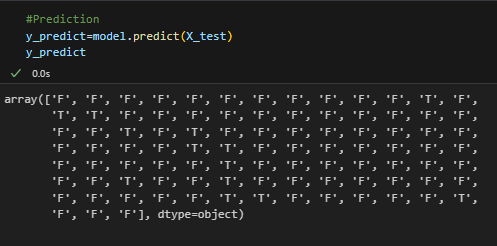 #Prediction
y_predict=model.predict(X_test)
y_predict
0.0s
array(['F', 'F', 'F', 'F', 'F', 'F', 'F', 'F', 'F', 'F', 'F', 'T', 'F',
'T', 'T', 'F', 'F', 'F', 'F', 'F', 'F', 'F', 'F', 'F', 'F', 'F',
'F', 'F', 'T', 'F', 'T', 'F', 'F', 'F', 'F', 'F', 'F', 'F', 'F',
'F', 'F', 'F', 'F', 'T', 'T', 'F', 'F', 'F', 'F', 'F', 'F', 'F',
'F', 'F', 'F', 'F', 'F', 'T', 'F', 'F', 'F', 'F', 'F', 'F', 'F',
'F', 'F', 'T', 'F', 'F', 'T', 'F', 'F', 'F', 'F', 'F', 'F', 'F',
'F', 'F', 'F', 'F', 'F', 'T', 'T', 'F', 'F', 'F', 'F', 'F', 'T',
'F', 'F', 'F'], dtype=object)